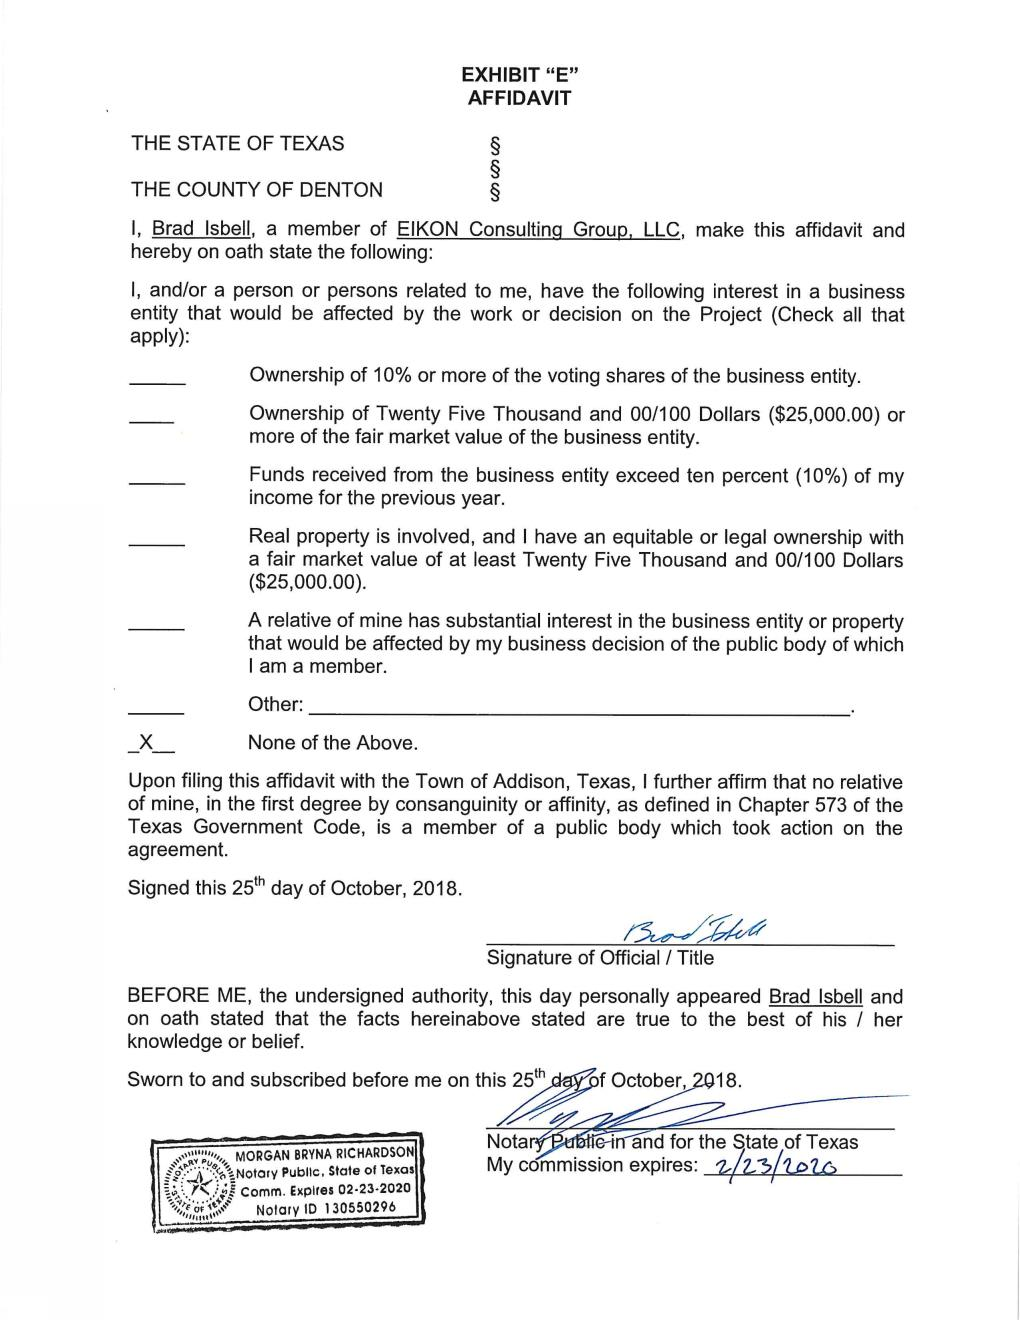 EXHIBIT “E”
AFFIDAVIT
THE STATE OF TEXAS §
§
THE COUNTY OF DENTON §
I, Brad Isbell, a member of EIKON Consulting Group, LLC, make this affidavit and
hereby on oath state the following:
I, and/or a person or persons related to me, have the following interest in a business
entity that would be affected by the work or decision on the Project (Check all that
apply):
Ownership of 10% or more of the voting shares of the business entity.
Ownership of Twenty Five Thousand and 00/100 Dollars ($25,000.00) or
more of the fair market value of the business entity.
Funds received from the business entity exceed ten percent (10%) of my
income for the previous year.
Real property is involved, and I have an equitable or legal ownership with
a fair market value of at least Twenty Five Thousand and 00/100 Dollars
($25,000.00).
A relative of mine has substantial interest in the business entity or property
that would be affected by my business decision of the public body of which
I am a member.
Other: ______________________.
_X__ None of the Above.
Upon filing this affidavit with the Town of Addison, Texas, I further affirm that no relative
of mine, in the first degree by consanguinity or affinity, as defined in Chapter 573 of the
Texas Government Code, is a member of a public body which took action on the
agreement.
Signed this 25th day of October, 2018.
Brad Isbell
Signature of Official / Title
BEFORE ME, the undersigned authority, this day personally appeared Brad Isbell and
on oath stated that the facts hereinabove stated are true to the best of his / her
knowledge or belief.
Sworn to and subscribed before me on this 25th day of October, 2018.
Notary Public in and for the State of Texas
My commission expires: 2/23/2020
MORGAN BRYNA RICHARDSON
Notary Public, State of Texas
Comm. Expires 02-23-2020
Notary ID 130550296
NOTARY PUBLIC
STATE OF TEXAS